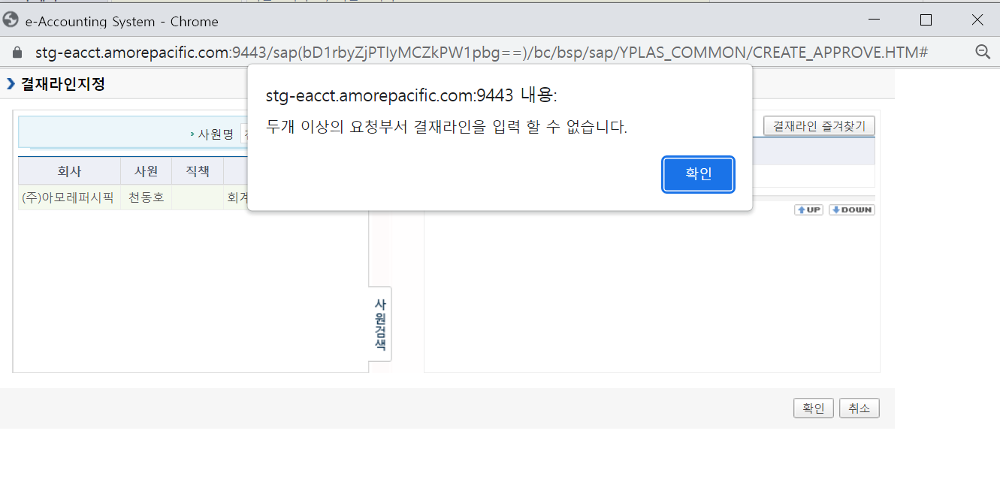 e-Accounting System - Chrome
stg-eacct.amorepacific.com:9443/sap(bD1rbyZjPTIyMCZkPW1pbg==)/bc/bsp/sap/YPLAS_COMMON/CREATE_APPROVE.HTM#
결재라인지정
stg-eacct.amorepacific.com:9443 내용:
두개 이상의 요청부서 결재라인을 입력 할 수 없습니다.
확인
사원명
결재라인 즐겨찾기
회사 사원 직책
(주)아모레퍼시픽 천동호 회계
UP DOWN
사원검색
확인 취소